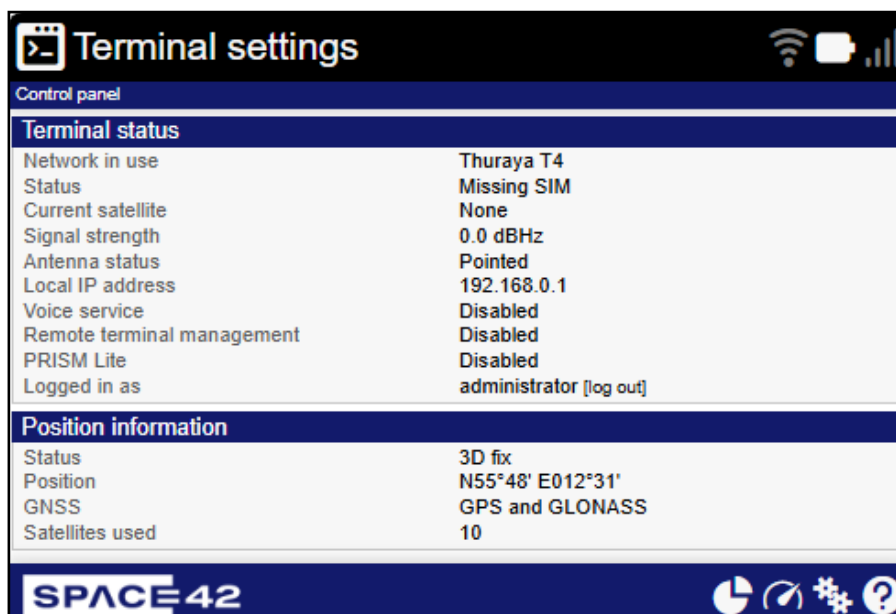 Terminal settings
Control panel
Terminal status
Network in use Thuraya T4
Status Missing SIM
Current satellite None
Signal strength 0.0 dBHz
Antenna status Pointed
Local IP address 192.168.0.1
Voice service Disabled
Remote terminal management Disabled
PRISM Lite Disabled
Logged in as administrator [log out]
Position information
Status 3D fix
Position N55°48' E012°31'
GNSS GPS and GLONASS
Satellites used 10
SPACE42